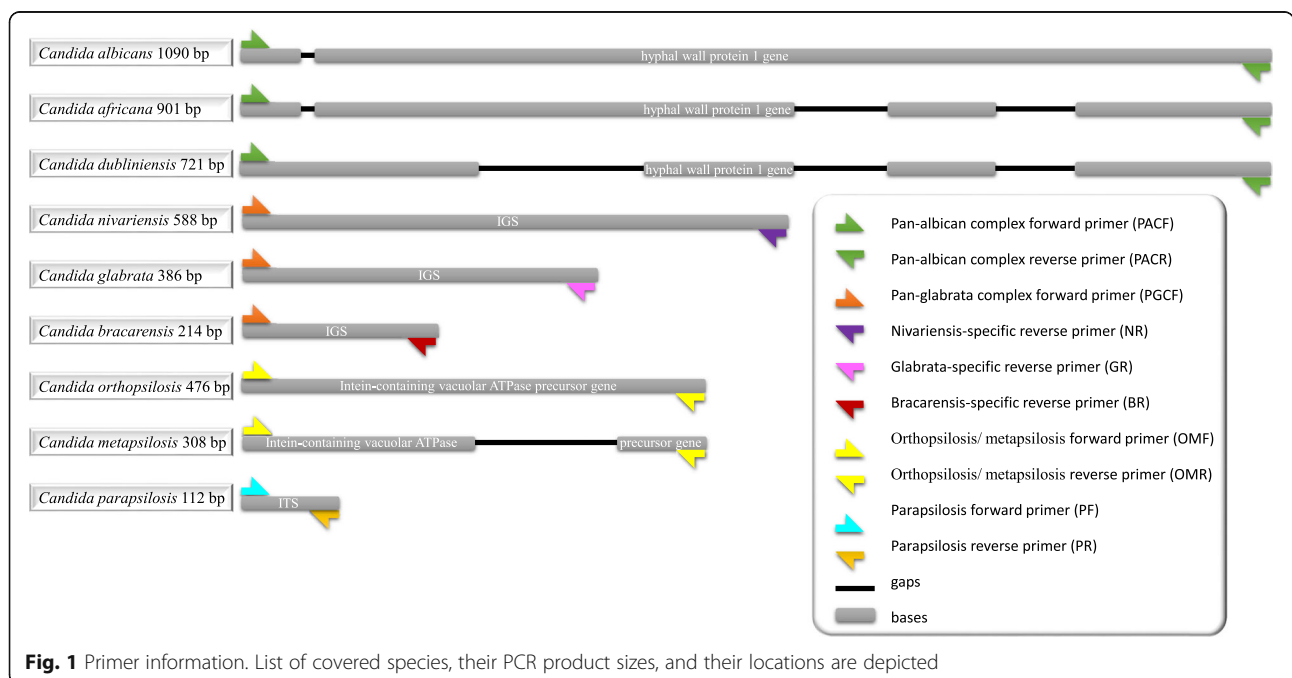 Candida albicans 1090 bp
hyphal wall protein 1 gene
Candida africana 901 bp
hyphal wall protein 1 gene
Candida dubliniensis 721 bp
hyphal wall protein 1 gene
Candida nivariensis 588 bp
IGS
Candida glabrata 386 bp
IGS
Candida bracarensis 214 bp
IGS
Candida orthopsilosis 476 bp
Intein-containing vacuolar ATPase precursor gene
Candida metapsilosis 308 bp
Intein-containing vacuolar ATPase
precursor gene
Candida parapsilosis 112 bp
ITS
Pan-albican complex forward primer (PACF)
Pan-albican complex reverse primer (PACR)
Pan-glabrata complex forward primer (PGCF)
Nivariensis-specific reverse primer (NR)
Glabrata-specific reverse primer (GR)
Bracarensis-specific reverse primer (BR)
Orthopsilosis/ metapsilosis forward primer (OMF)
Orthopsilosis/ metapsilosis reverse primer (OMR)
Parapsilosis forward primer (PF)
Parapsilosis reverse primer (PR)
gaps
bases
Fig. 1 Primer information. List of covered species, their PCR product sizes, and their locations are depicted